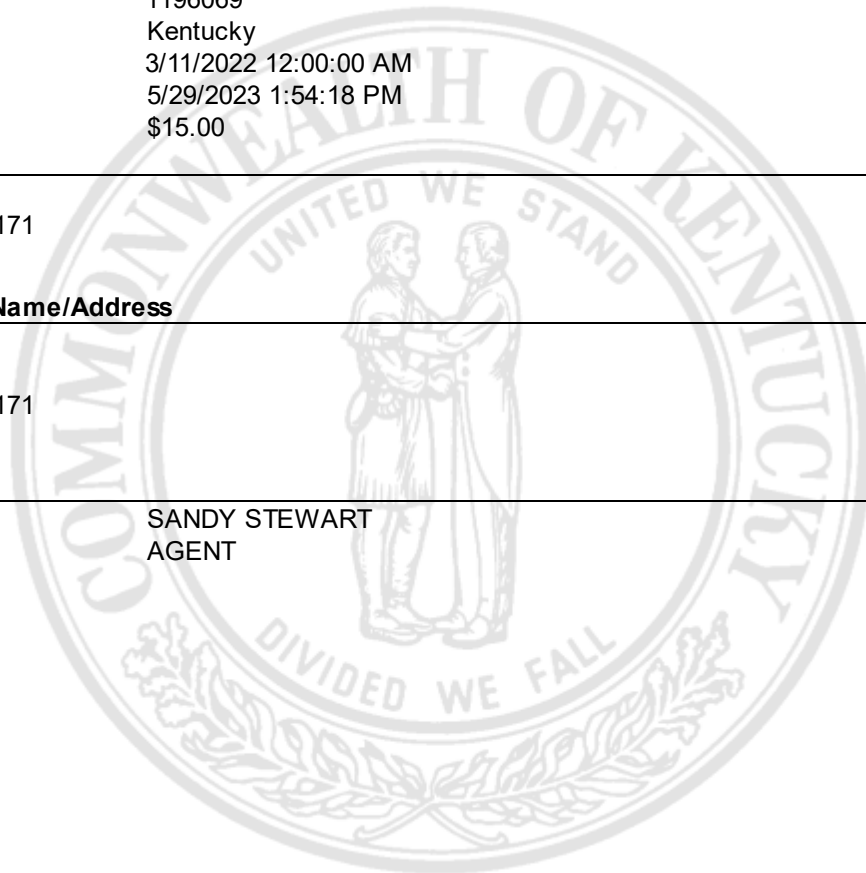 1196069
Kentucky
3/11/2022 12:00:00 AM
5/29/2023 1:54:18 PM
$15.00
171
Name/Address
171
SANDY STEWART
AGENT
COMMONWEALTH OF KENTUCKY
UNITED WE STAND
DIVIDED WE FALL